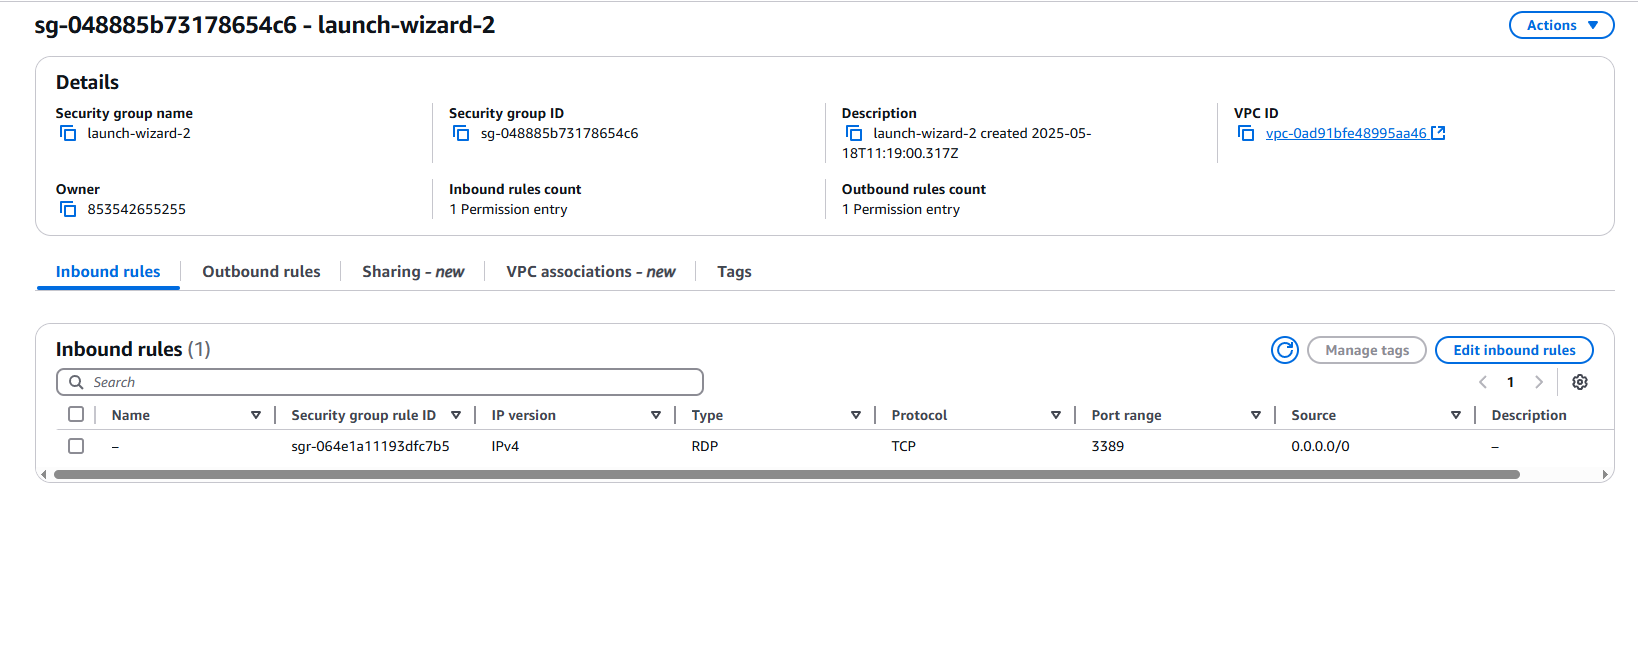 sg-048885b73178654c6 - launch-wizard-2
Actions
Details
Security group name
launch-wizard-2
Security group ID
sg-048885b73178654c6
Description
launch-wizard-2 created 2025-05-
18T11:19:00.317Z
VPC ID
vpc-0ad91bfe48995aa46
Owner
853542655255
Inbound rules count
1 Permission entry
Outbound rules count
1 Permission entry
Inbound rules
Outbound rules
Sharing - new
VPC associations - new
Tags
Inbound rules (1)
Manage tags
Edit inbound rules
Search
1
Name Security group rule ID IP version Type Protocol Port range Source Description
– sgr-064e1a11193dfc7b5 IPv4 RDP TCP 3389 0.0.0.0/0 –